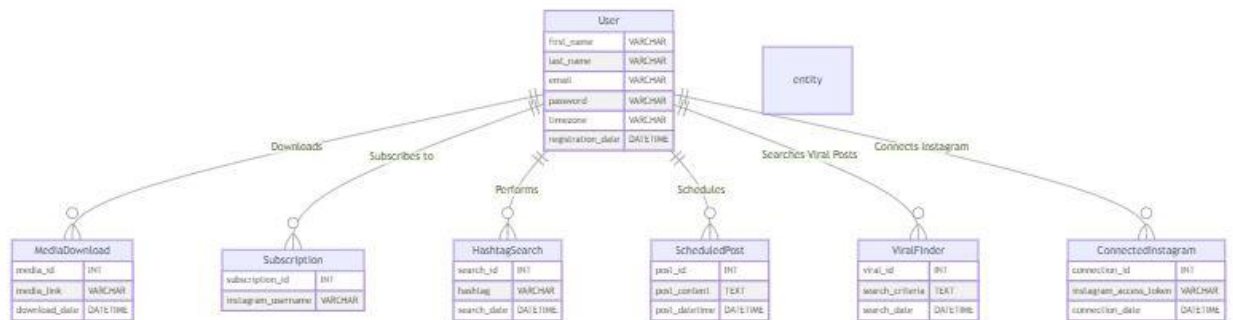 User
first_name VARCHAR
last_name VARCHAR
email VARCHAR
password VARCHAR
timezone VARCHAR
registration_date DATETIME
entity
Downloads
Subscribes to
Performs
Schedules
Searches Viral Posts
Connects Instagram
MediaDownload
media_id INT
media_link VARCHAR
download_date DATETIME
Subscription
subscription_id INT
instagram_username VARCHAR
HashtagSearch
search_id INT
hashtag VARCHAR
search_date DATETIME
ScheduledPost
post_id INT
post_content TEXT
post_datetime DATETIME
ViralFinder
viral_id INT
search_criteria TEXT
search_date DATETIME
ConnectedInstagram
connection_id INT
instagram_access_token VARCHAR
connection_date DATETIME